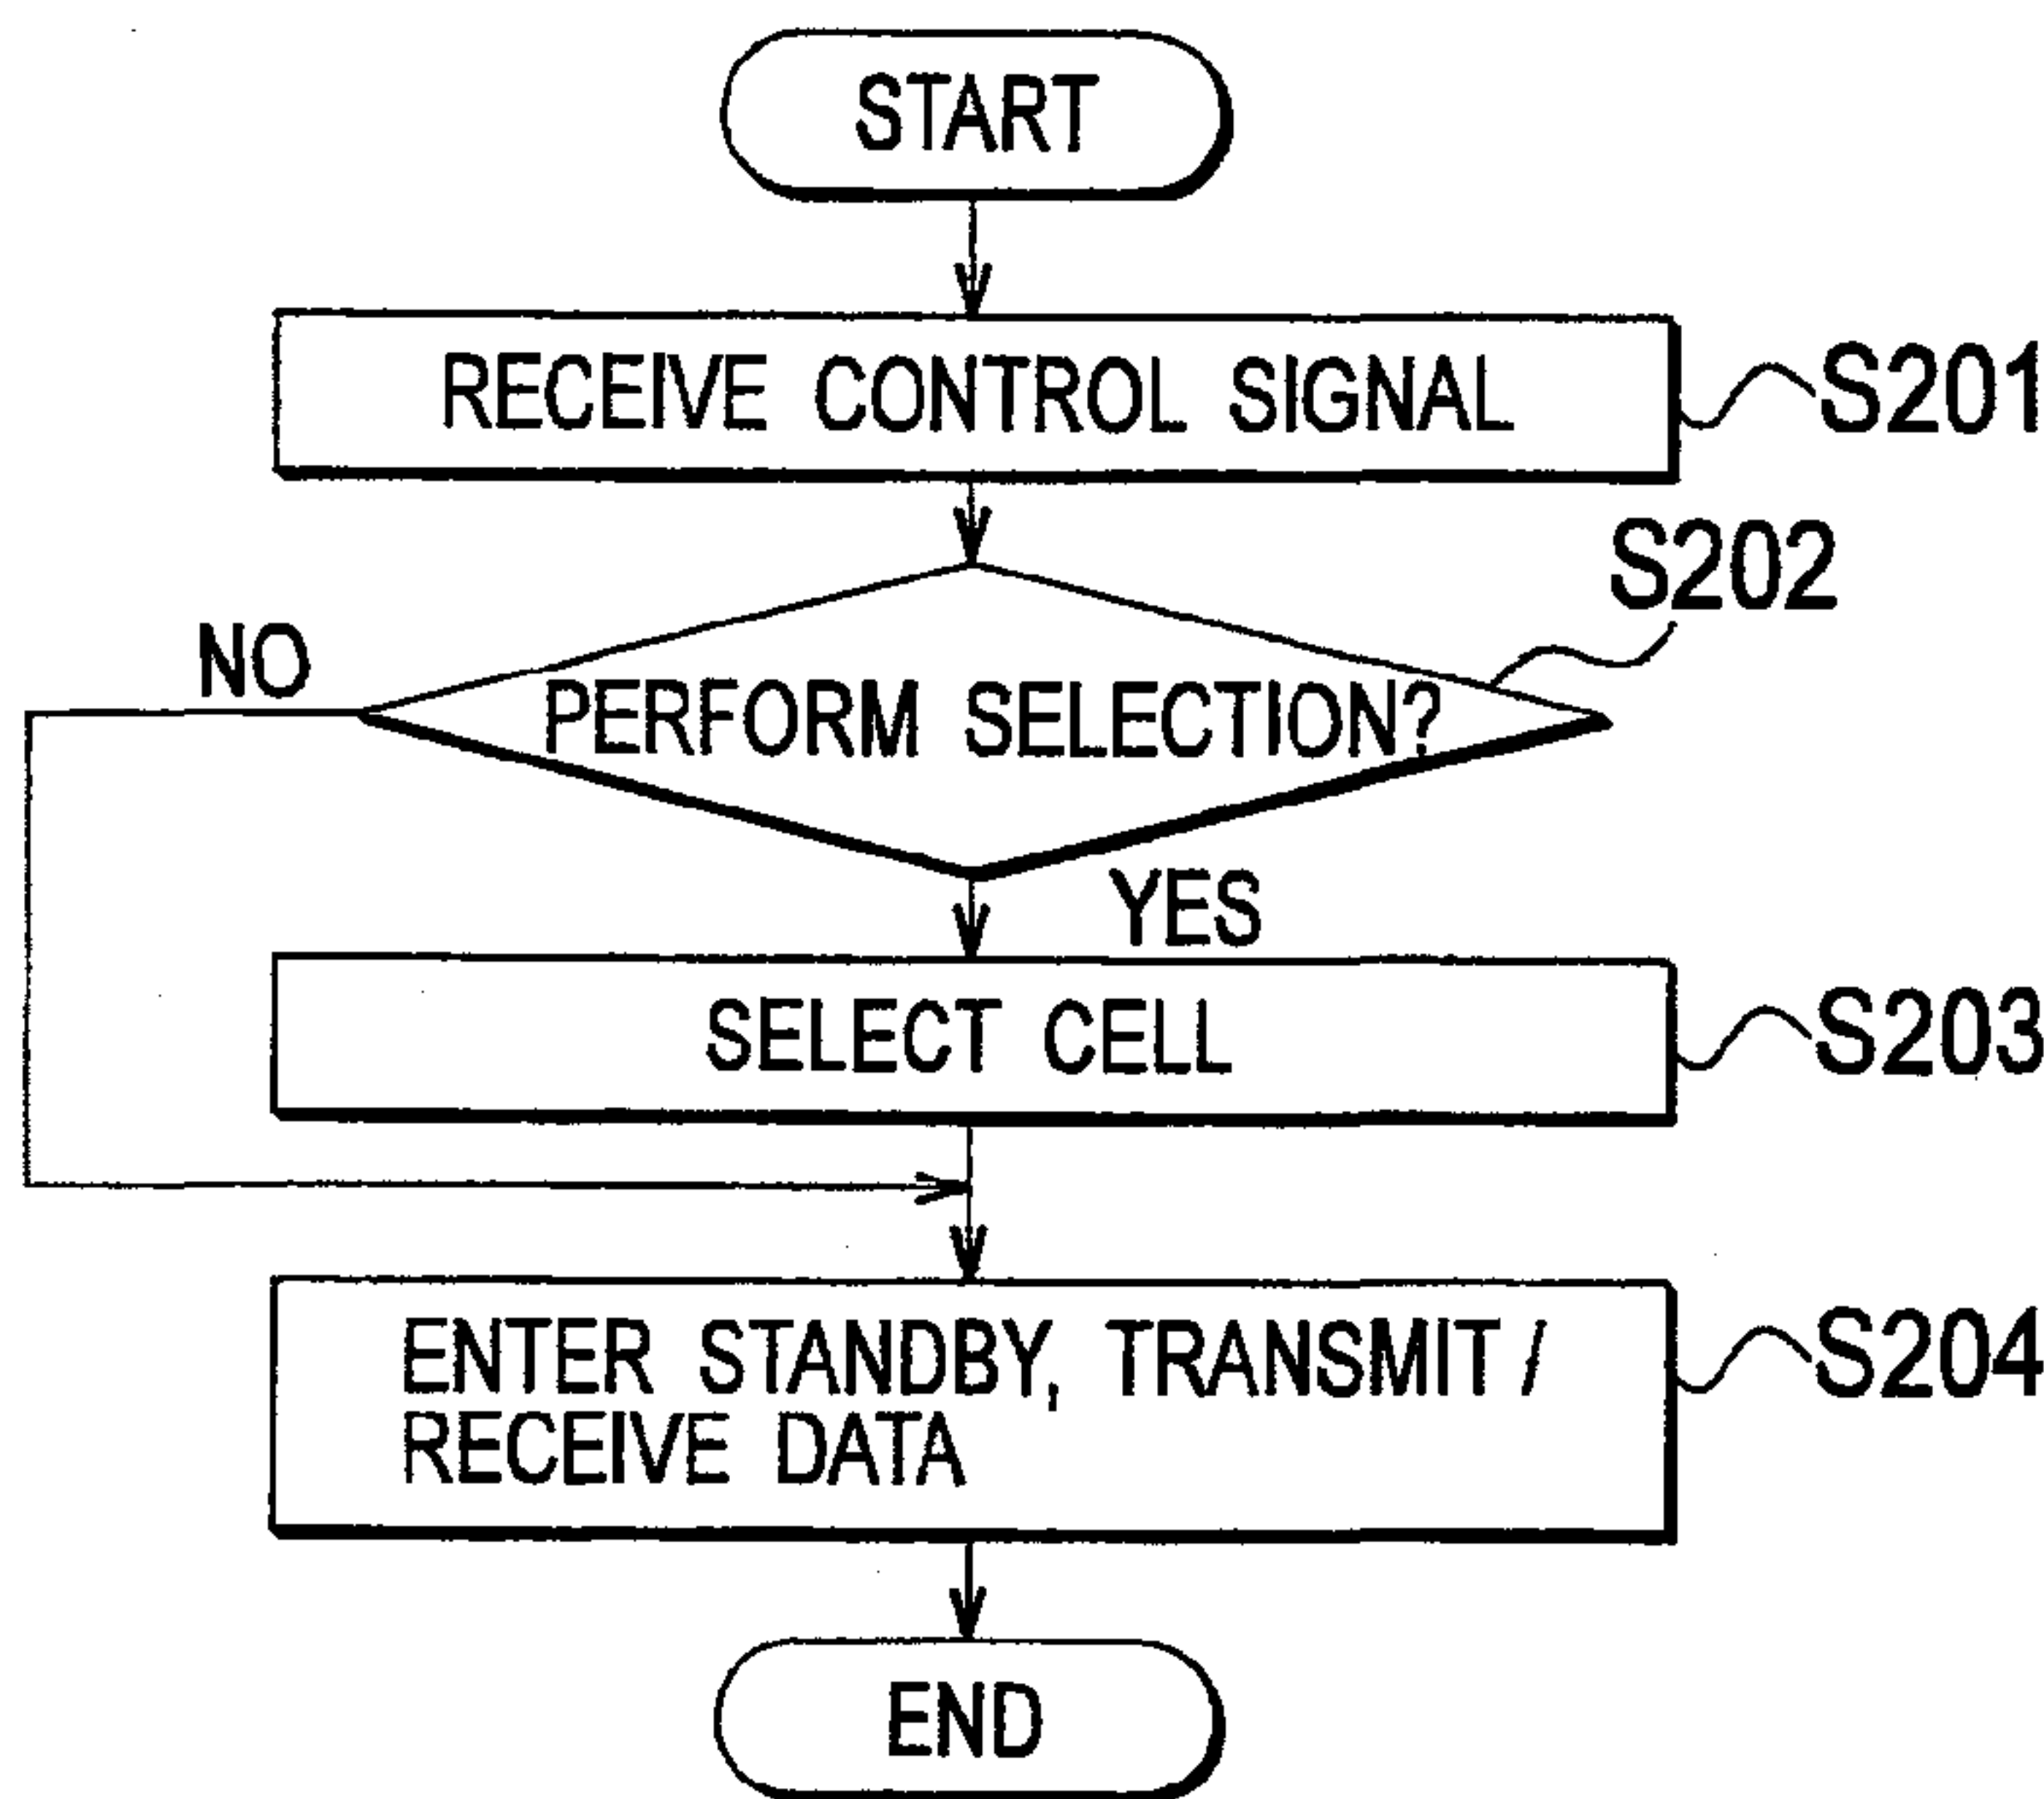 START
RECEIVE CONTROL SIGNAL
S201
S202
NO
PERFORM SELECTION?
YES
SELECT CELL
S203
ENTER STANDBY, TRANSMIT /
RECEIVE DATA
S204
END